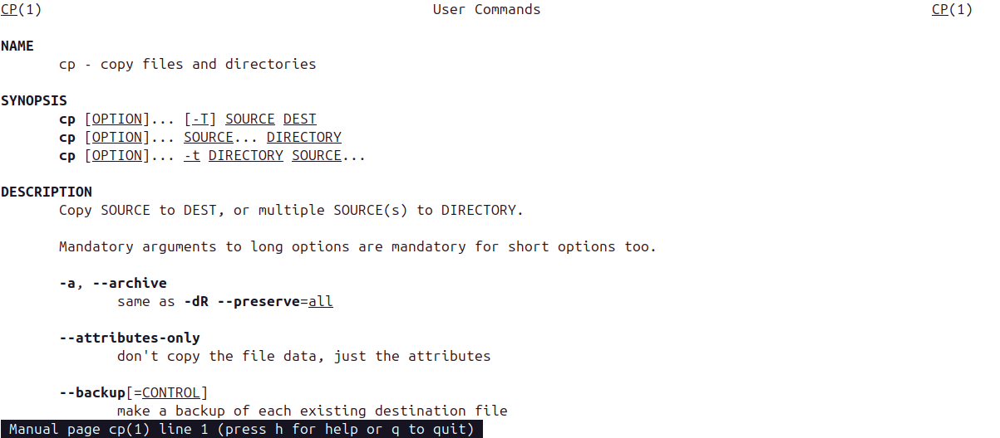 CP(1) User Commands CP(1)
NAME
cp - copy files and directories
SYNOPSIS
cp [OPTION]... [-T] SOURCE DEST
cp [OPTION]... SOURCE... DIRECTORY
cp [OPTION]... -t DIRECTORY SOURCE...
DESCRIPTION
Copy SOURCE to DEST, or multiple SOURCE(s) to DIRECTORY.
Mandatory arguments to long options are mandatory for short options too.
-a, --archive
same as -dR --preserve=all
--attributes-only
don't copy the file data, just the attributes
--backup[=CONTROL]
make a backup of each existing destination file
Manual page cp(1) line 1 (press h for help or q to quit)